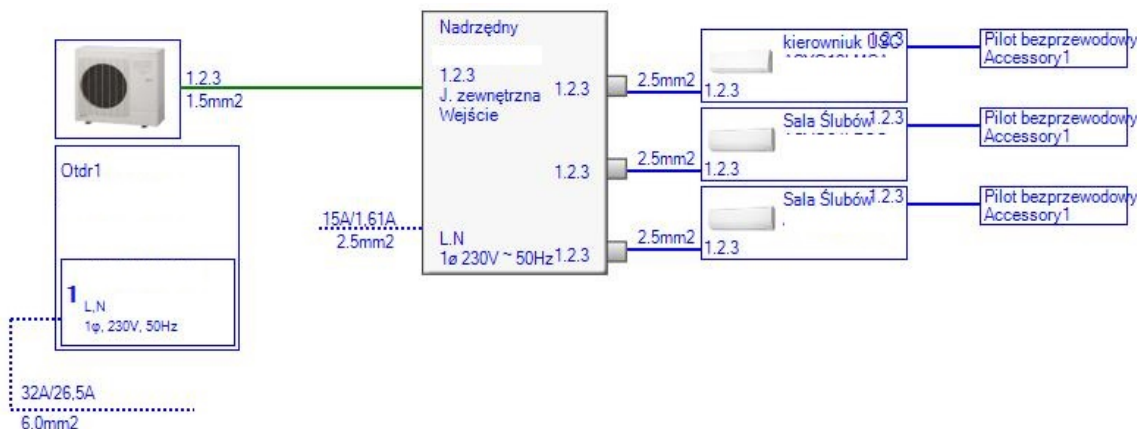 1.2.3
1.5mm2
Otdr1
1
L,N
1φ, 230V, 50Hz
32A/26,5A
6.0mm2
Nadrzędny
1.2.3
J. zewnętrzna
Wejście
1.2.3
1.2.3
15A/1.61A
2.5mm2
L.N
1ø 230V ~ 50Hz
1.2.3
2.5mm2
kierowniuk
1.2.3
1.2.3
Pilot bezprzewodowy
Accessory1
2.5mm2
Sala Ślubów
1.2.3
1.2.3
Pilot bezprzewodowy
Accessory1
2.5mm2
Sala Ślubów
1.2.3
1.2.3
Pilot bezprzewodowy
Accessory1